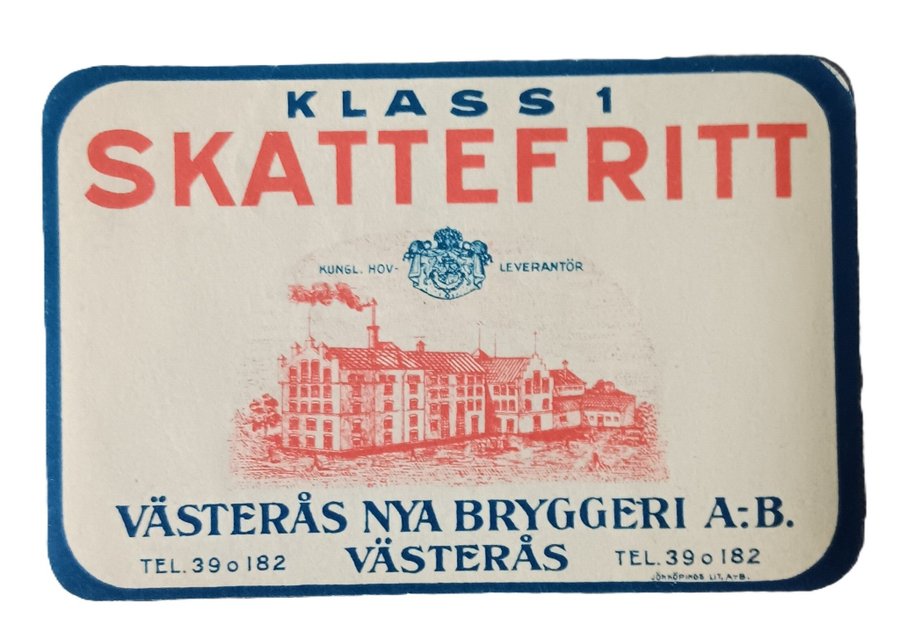 KLASS 1
SKATTEFRITT
KUNGL. HOV- LEVERANTÖR
VÄSTERÅS NYA BRYGGERI A.-B.
TEL. 39 o 182 VÄSTERÅS TEL. 39 o 182
JÖNKÖPINGS LIT. A.-B.